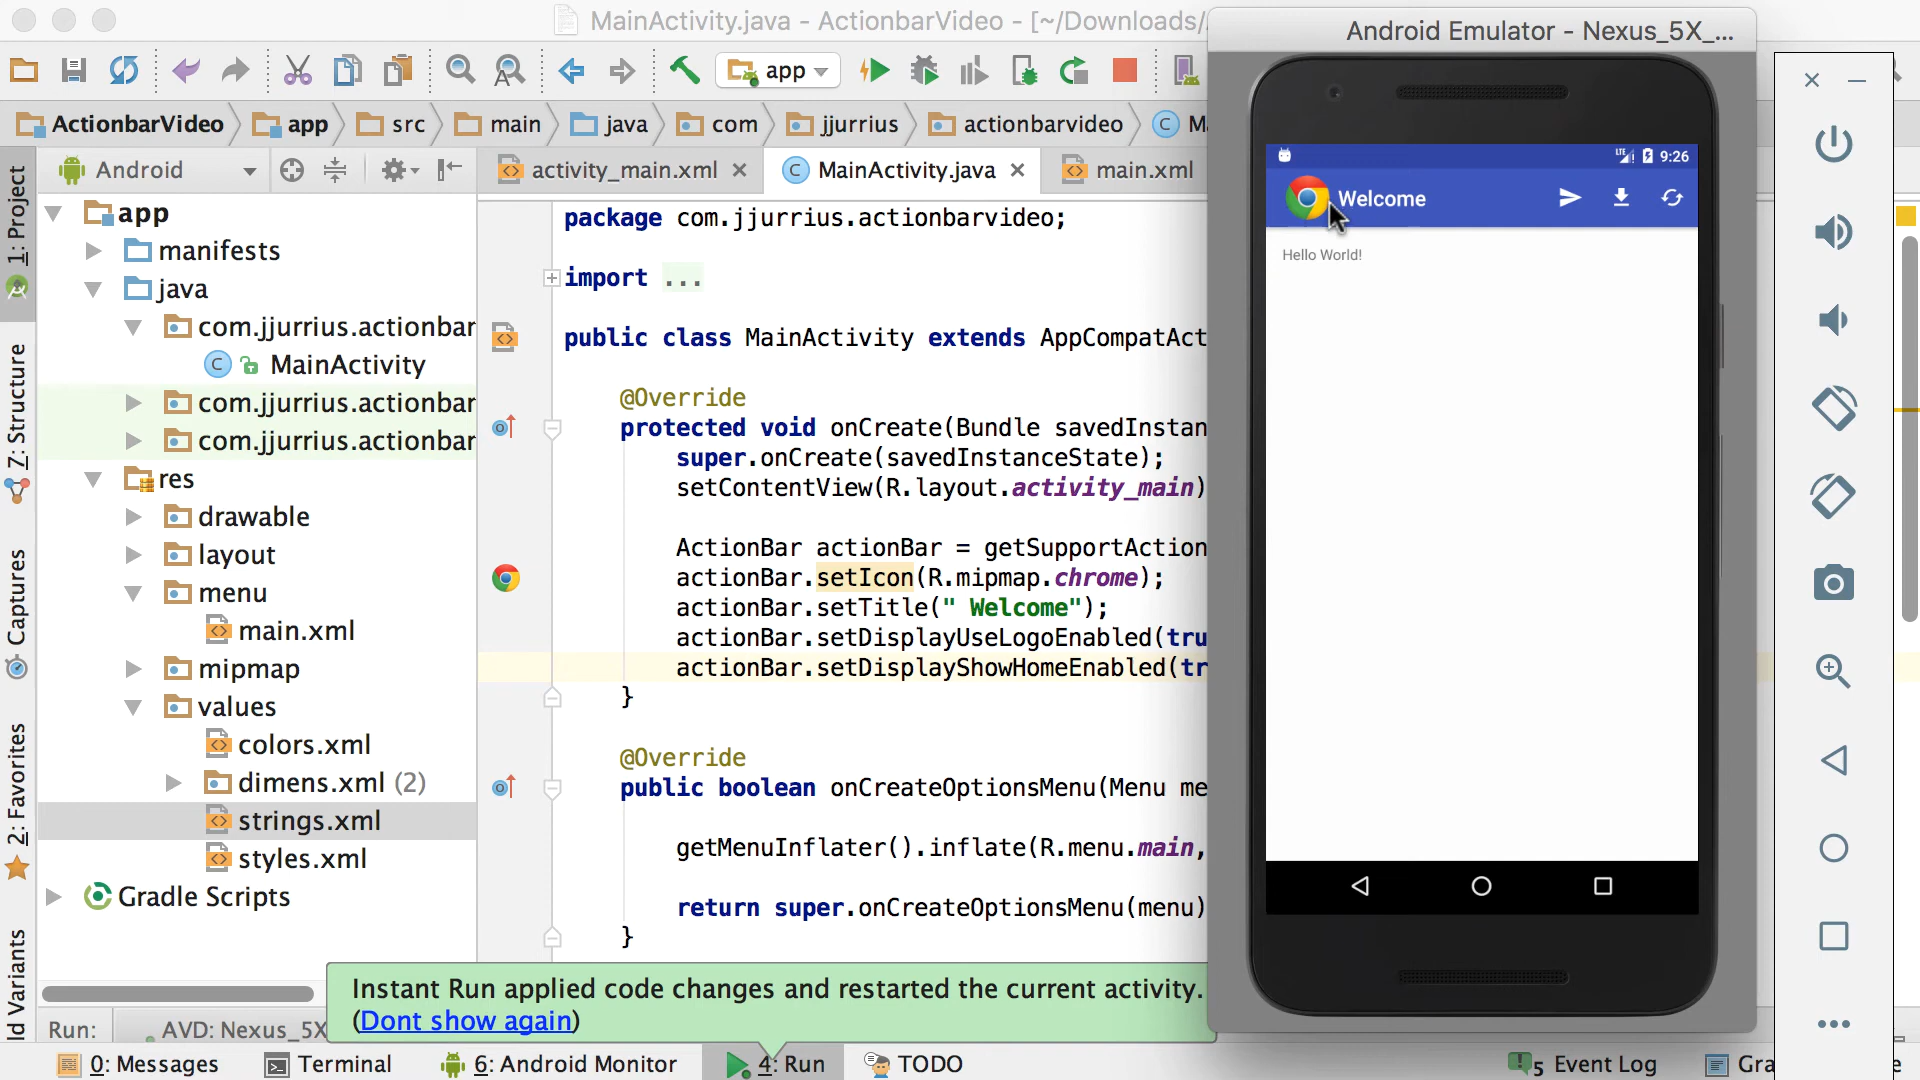 MainActivity.java - ActionbarVideo - [~/Downloads/
Android Emulator - Nexus_5X_...
app
ActionbarVideo app src main java com jjurrius actionbarvideo
Android
activity_main.xml
MainActivity.java
main.xml
1: Project
Z: Structure
Captures
2: Favorites
ld Variants
app
manifests
java
com.jjurrius.actionbar
MainActivity
com.jjurrius.actionbar
com.jjurrius.actionbar
res
drawable
layout
menu
main.xml
mipmap
values
colors.xml
dimens.xml (2)
strings.xml
styles.xml
Gradle Scripts
package com.jjurrius.actionbarvideo;
import ...
public class MainActivity extends AppCompatAct
@Override
protected void onCreate(Bundle savedInstan
super.onCreate(savedInstanceState);
setContentView(R.layout.activity_main)
ActionBar actionBar = getSupportAction
actionBar.setIcon(R.mipmap.chrome);
actionBar.setTitle(" Welcome");
actionBar.setDisplayUseLogoEnabled(tru
actionBar.setDisplayShowHomeEnabled(tr
}
@Override
public boolean onCreateOptionsMenu(Menu me
getMenuInflater().inflate(R.menu.main,
return super.onCreateOptionsMenu(menu)
}
LTE 9:26
Welcome
Hello World!
Instant Run applied code changes and restarted the current activity.
(Dont show again)
Run: AVD: Nexus_5X
0: Messages
Terminal
6: Android Monitor
4: Run
TODO
5 Event Log
Gra